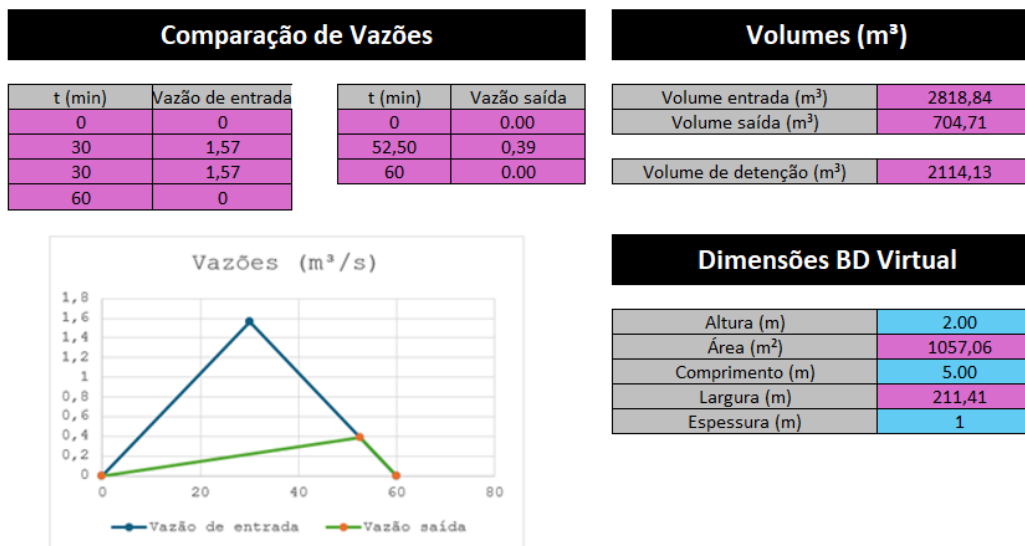 Comparação de Vazões
t (min) Vazão de entrada
0 0
30 1,57
30 1,57
60 0
t (min) Vazão saída
0 0.00
52,50 0,39
60 0.00
Volumes (m³)
Volume entrada (m³) 2818,84
Volume saída (m³) 704,71
Volume de detenção (m³) 2114,13
Vazões (m³/s)
1,8
1,6
1,4
1,2
1
0,8
0,6
0,4
0,2
0
0 20 40 60 80
Vazão de entrada Vazão saída
Dimensões BD Virtual
Altura (m) 2.00
Área (m²) 1057,06
Comprimento (m) 5.00
Largura (m) 211,41
Espessura (m) 1